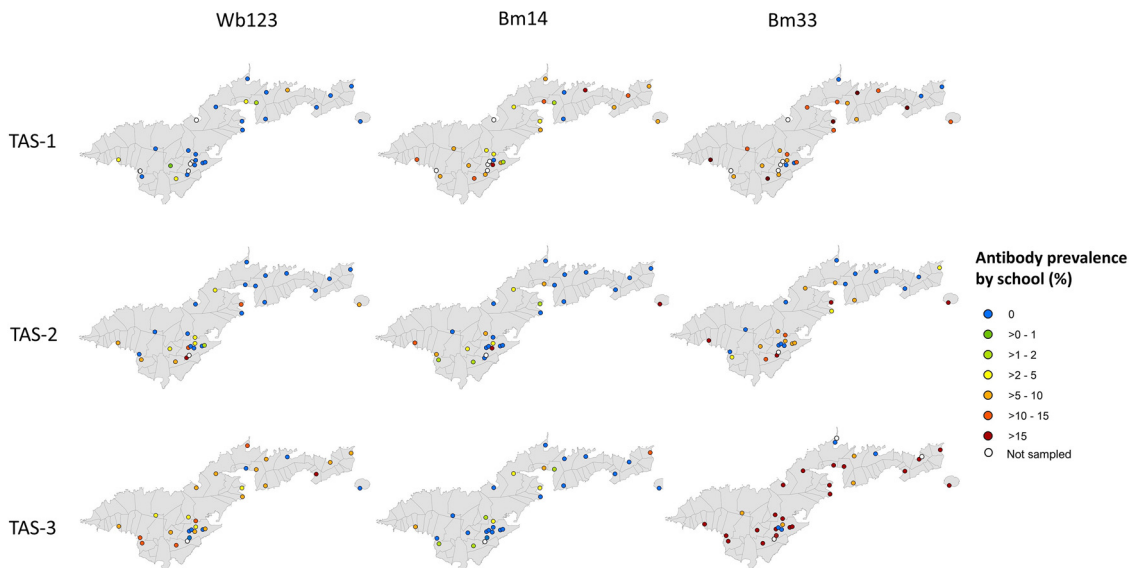 Wb123 Bm14 Bm33
TAS-1
TAS-2
Antibody prevalence
by school (%)
0
>0 - 1
>1 - 2
>2 - 5
>5 - 10
>10 - 15
>15
Not sampled
TAS-3